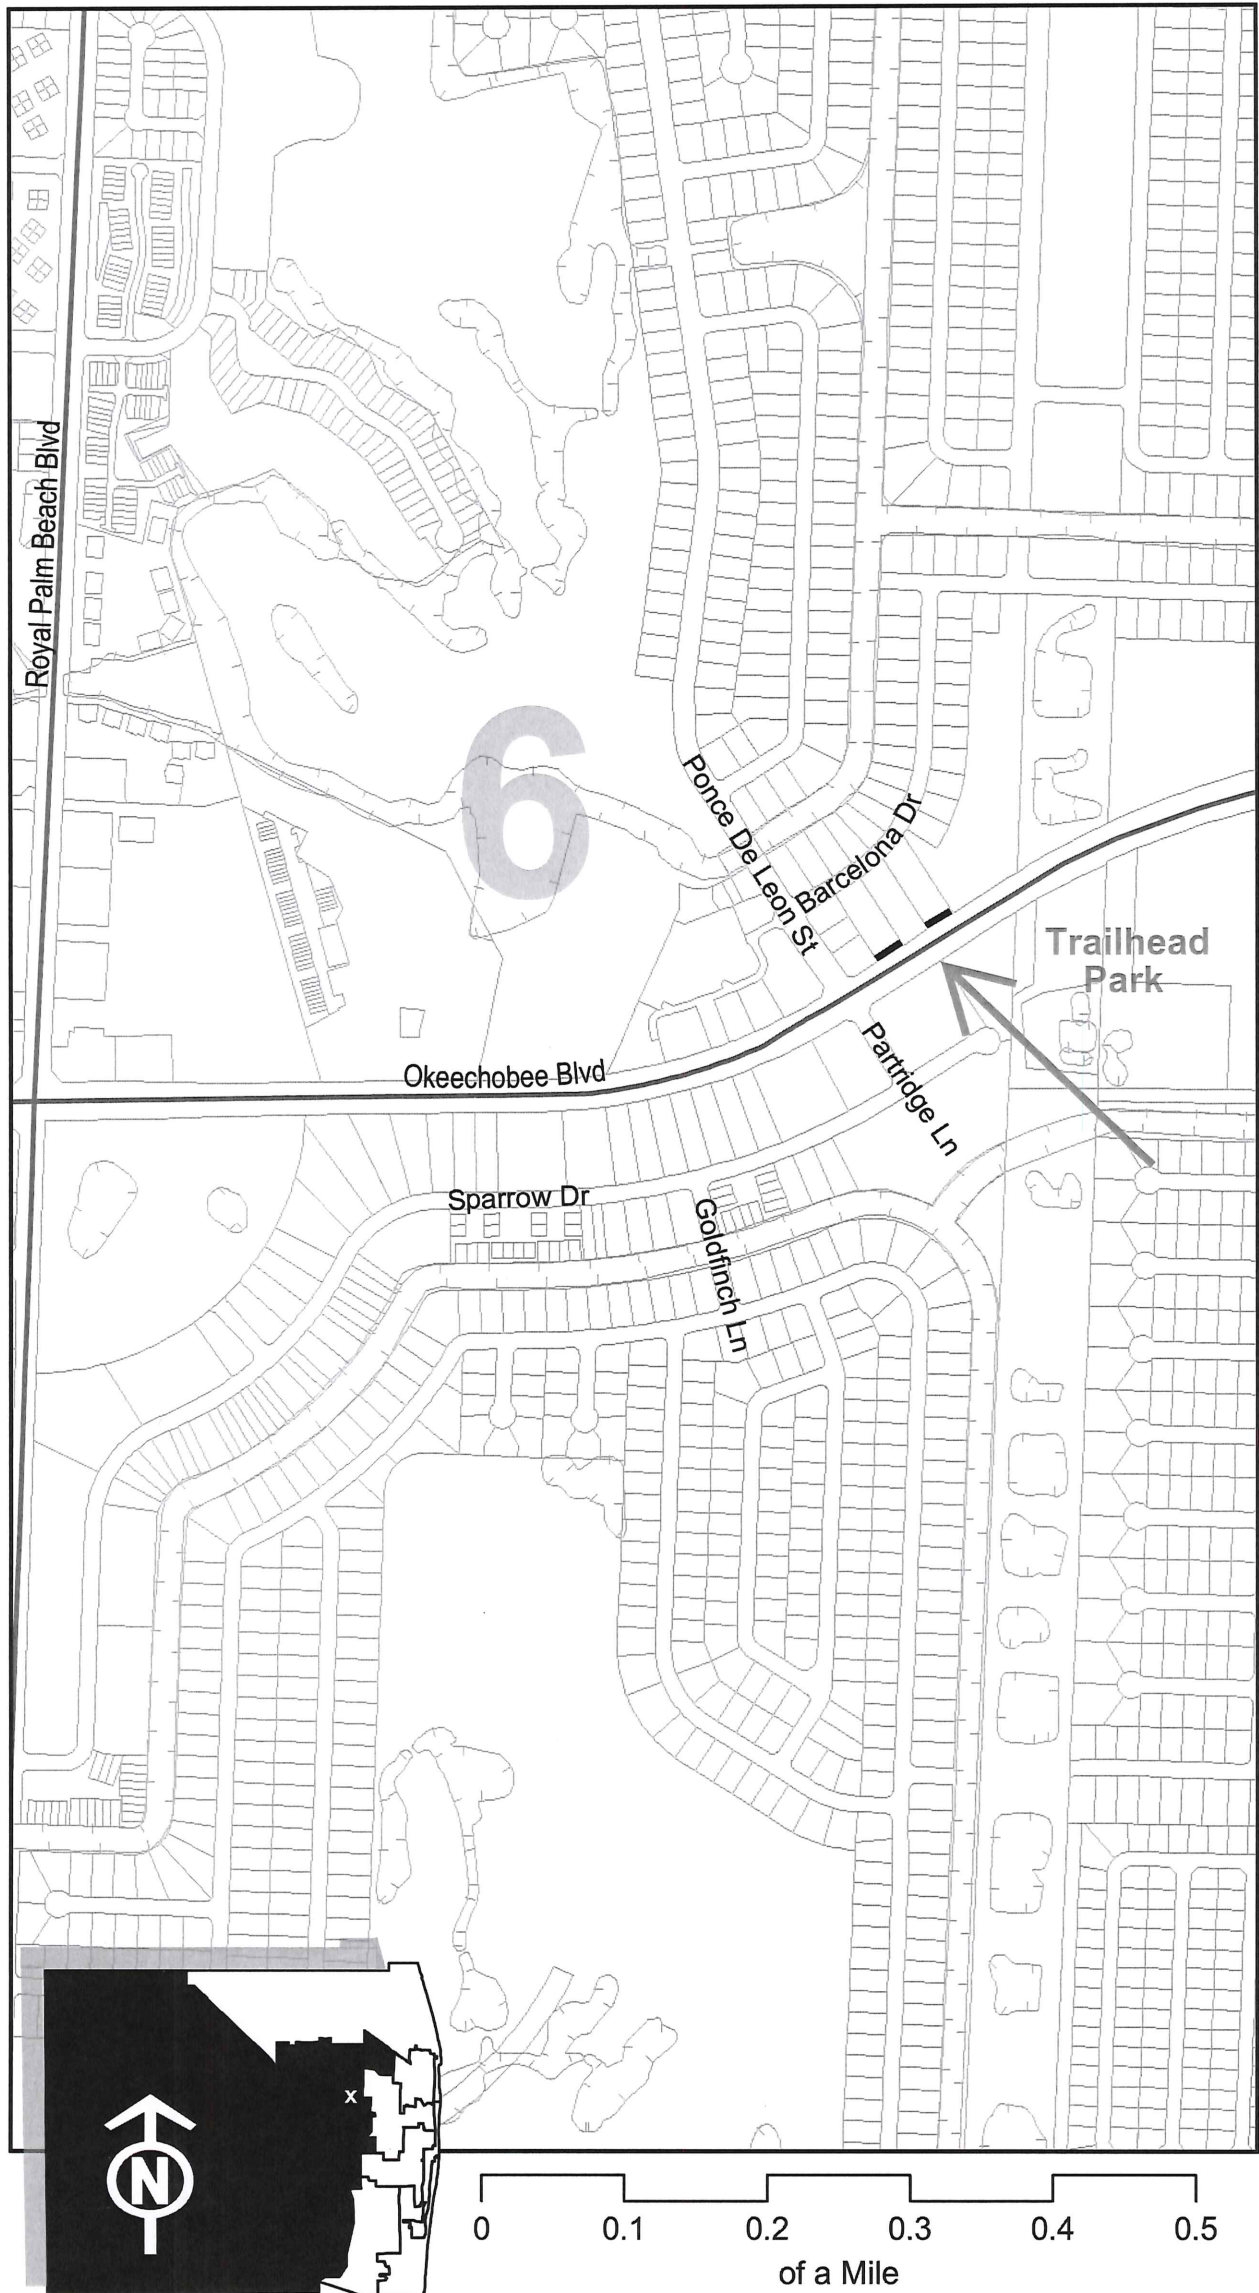 Royal Palm Beach Blvd
6
Ponce De Leon St
Barcelona Dr
Trailhead
Park
Okeechobee Blvd
Partridge Ln
Sparrow Dr
Goldfinch Ln
x
N
0 0.1 0.2 0.3 0.4 0.5
of a Mile